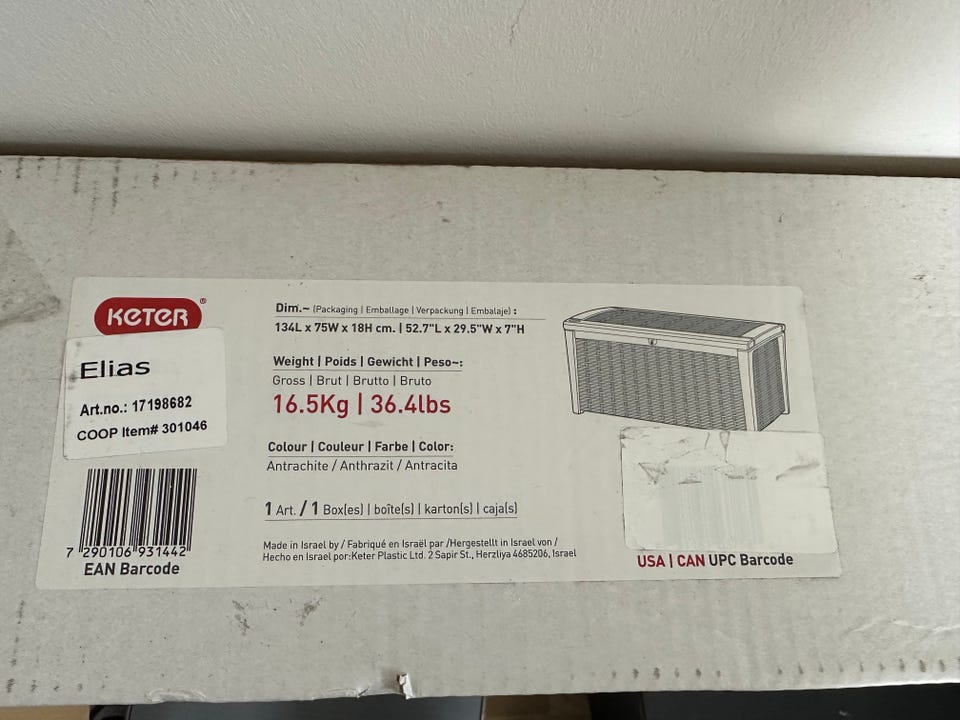 KETER®
Elias
Art.no.: 17198682
COOP Item# 301046
7 290106 931442
EAN Barcode
Dim.~ (Packaging | Emballage | Verpackung | Embalaje) :
134L x 75W x 18H cm. | 52.7"L x 29.5"W x 7"H
Weight | Poids | Gewicht | Peso~:
Gross | Brut | Brutto | Bruto
16.5Kg | 36.4lbs
Colour | Couleur | Farbe | Color:
Antrachite / Anthrazit / Antracita
1 Art. / 1 Box(es) | boîte(s) | karton(s) | caja(s)
Made in Israel by / Fabriqué en Israël par /Hergestellt in Israel von /
Hecho en Israel por:Keter Plastic Ltd. 2 Sapir St., Herzliya 4685206, Israel
USA | CAN UPC Barcode